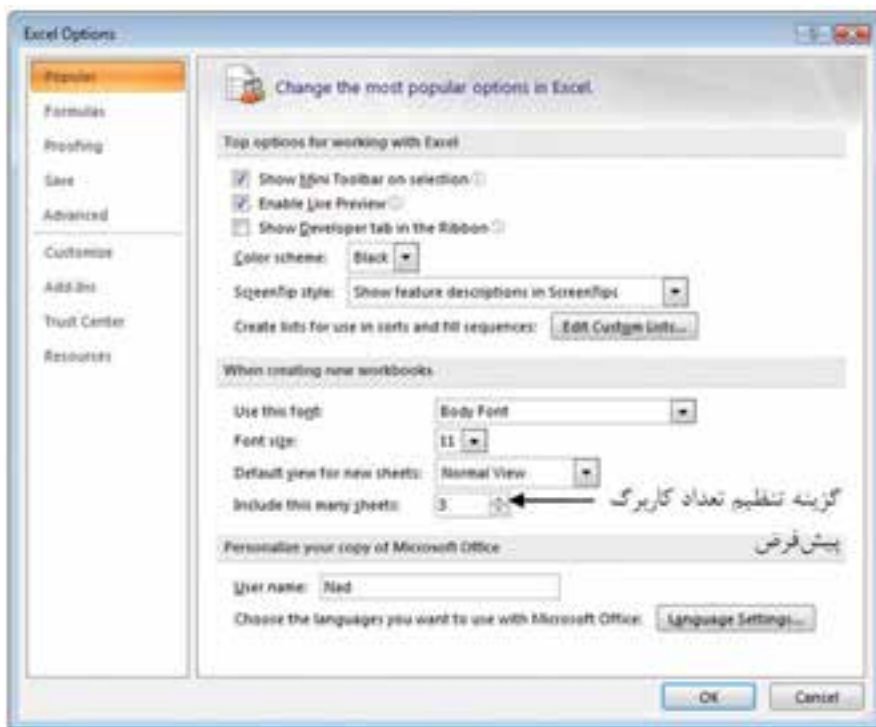 Excel Options
Popular
Formulas
Proofing
Save
Advanced
Customize
Add-Ins
Trust Center
Resources
Change the most popular options in Excel.
Top options for working with Excel
Show Mini Toolbar on selection
Enable Live Preview
Show Developer tab in the Ribbon
Color scheme: Black
ScreenTip style: Show feature descriptions in ScreenTips
Create lists for use in sorts and fill sequences: Edit Custom Lists...
When creating new workbooks
Use this font: Body Font
Font size: 11
Default view for new sheets: Normal View
Include this many sheets: 3
گزینه تنظیم تعداد کاربرگ
پیش‌فرض
Personalize your copy of Microsoft Office
User name: Nad
Choose the languages you want to use with Microsoft Office: Language Settings...
OK Cancel